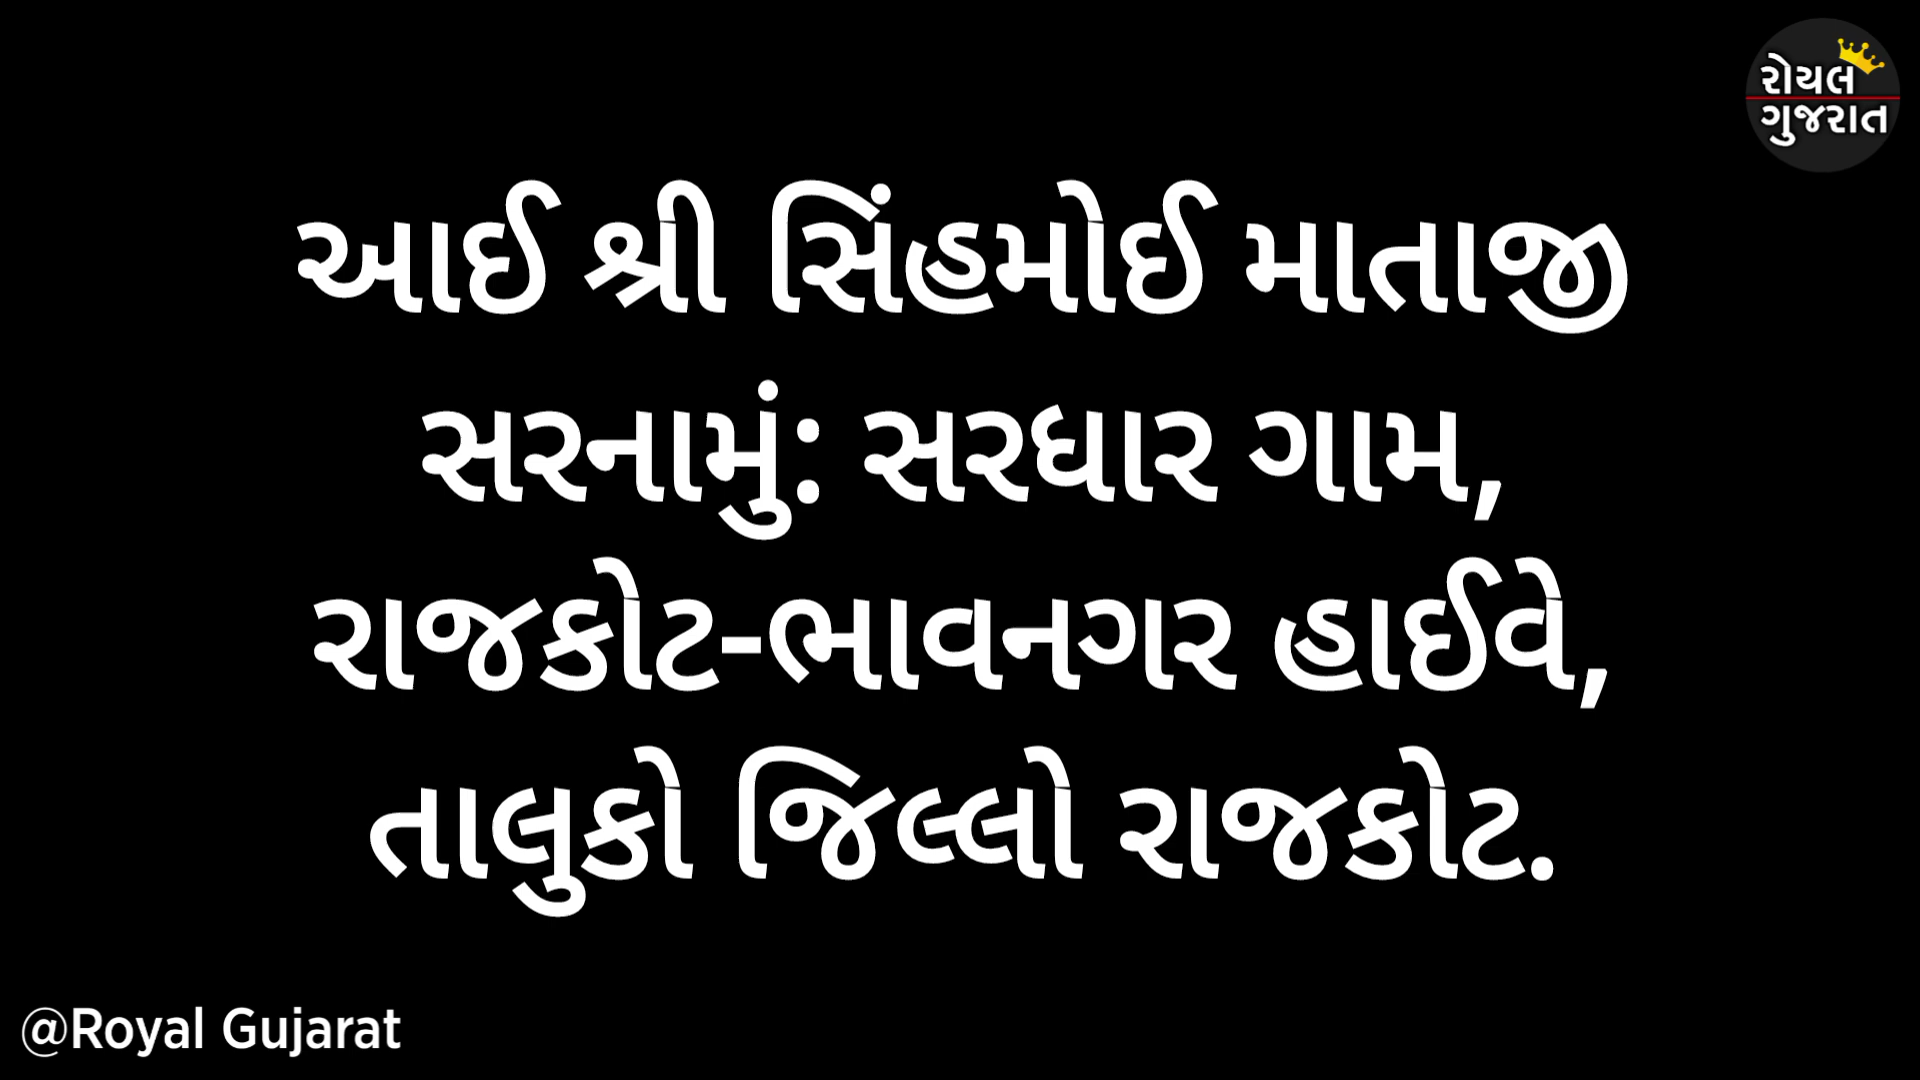 રોયલ
ગુજરાત
આઈ શ્રી સિંહમોઈ માતાજી
સરનામું: સરધાર ગામ,
રાજકોટ-ભાવનગર હાઈવે,
તાલુકો જિલ્લો રાજકોટ.
@Royal Gujarat